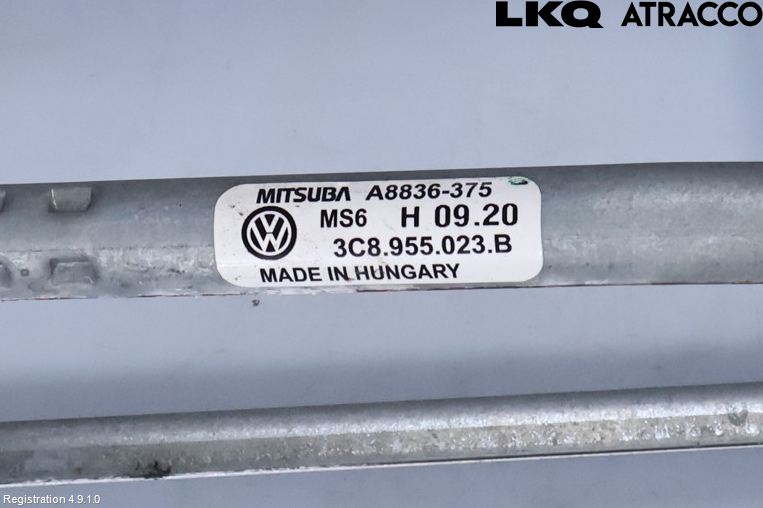 LKQ ATRACCO
MITSUBA A8836-375
MS6 H 09.20
3C8.955.023.B
MADE IN HUNGARY
Registration 4.9.1.0